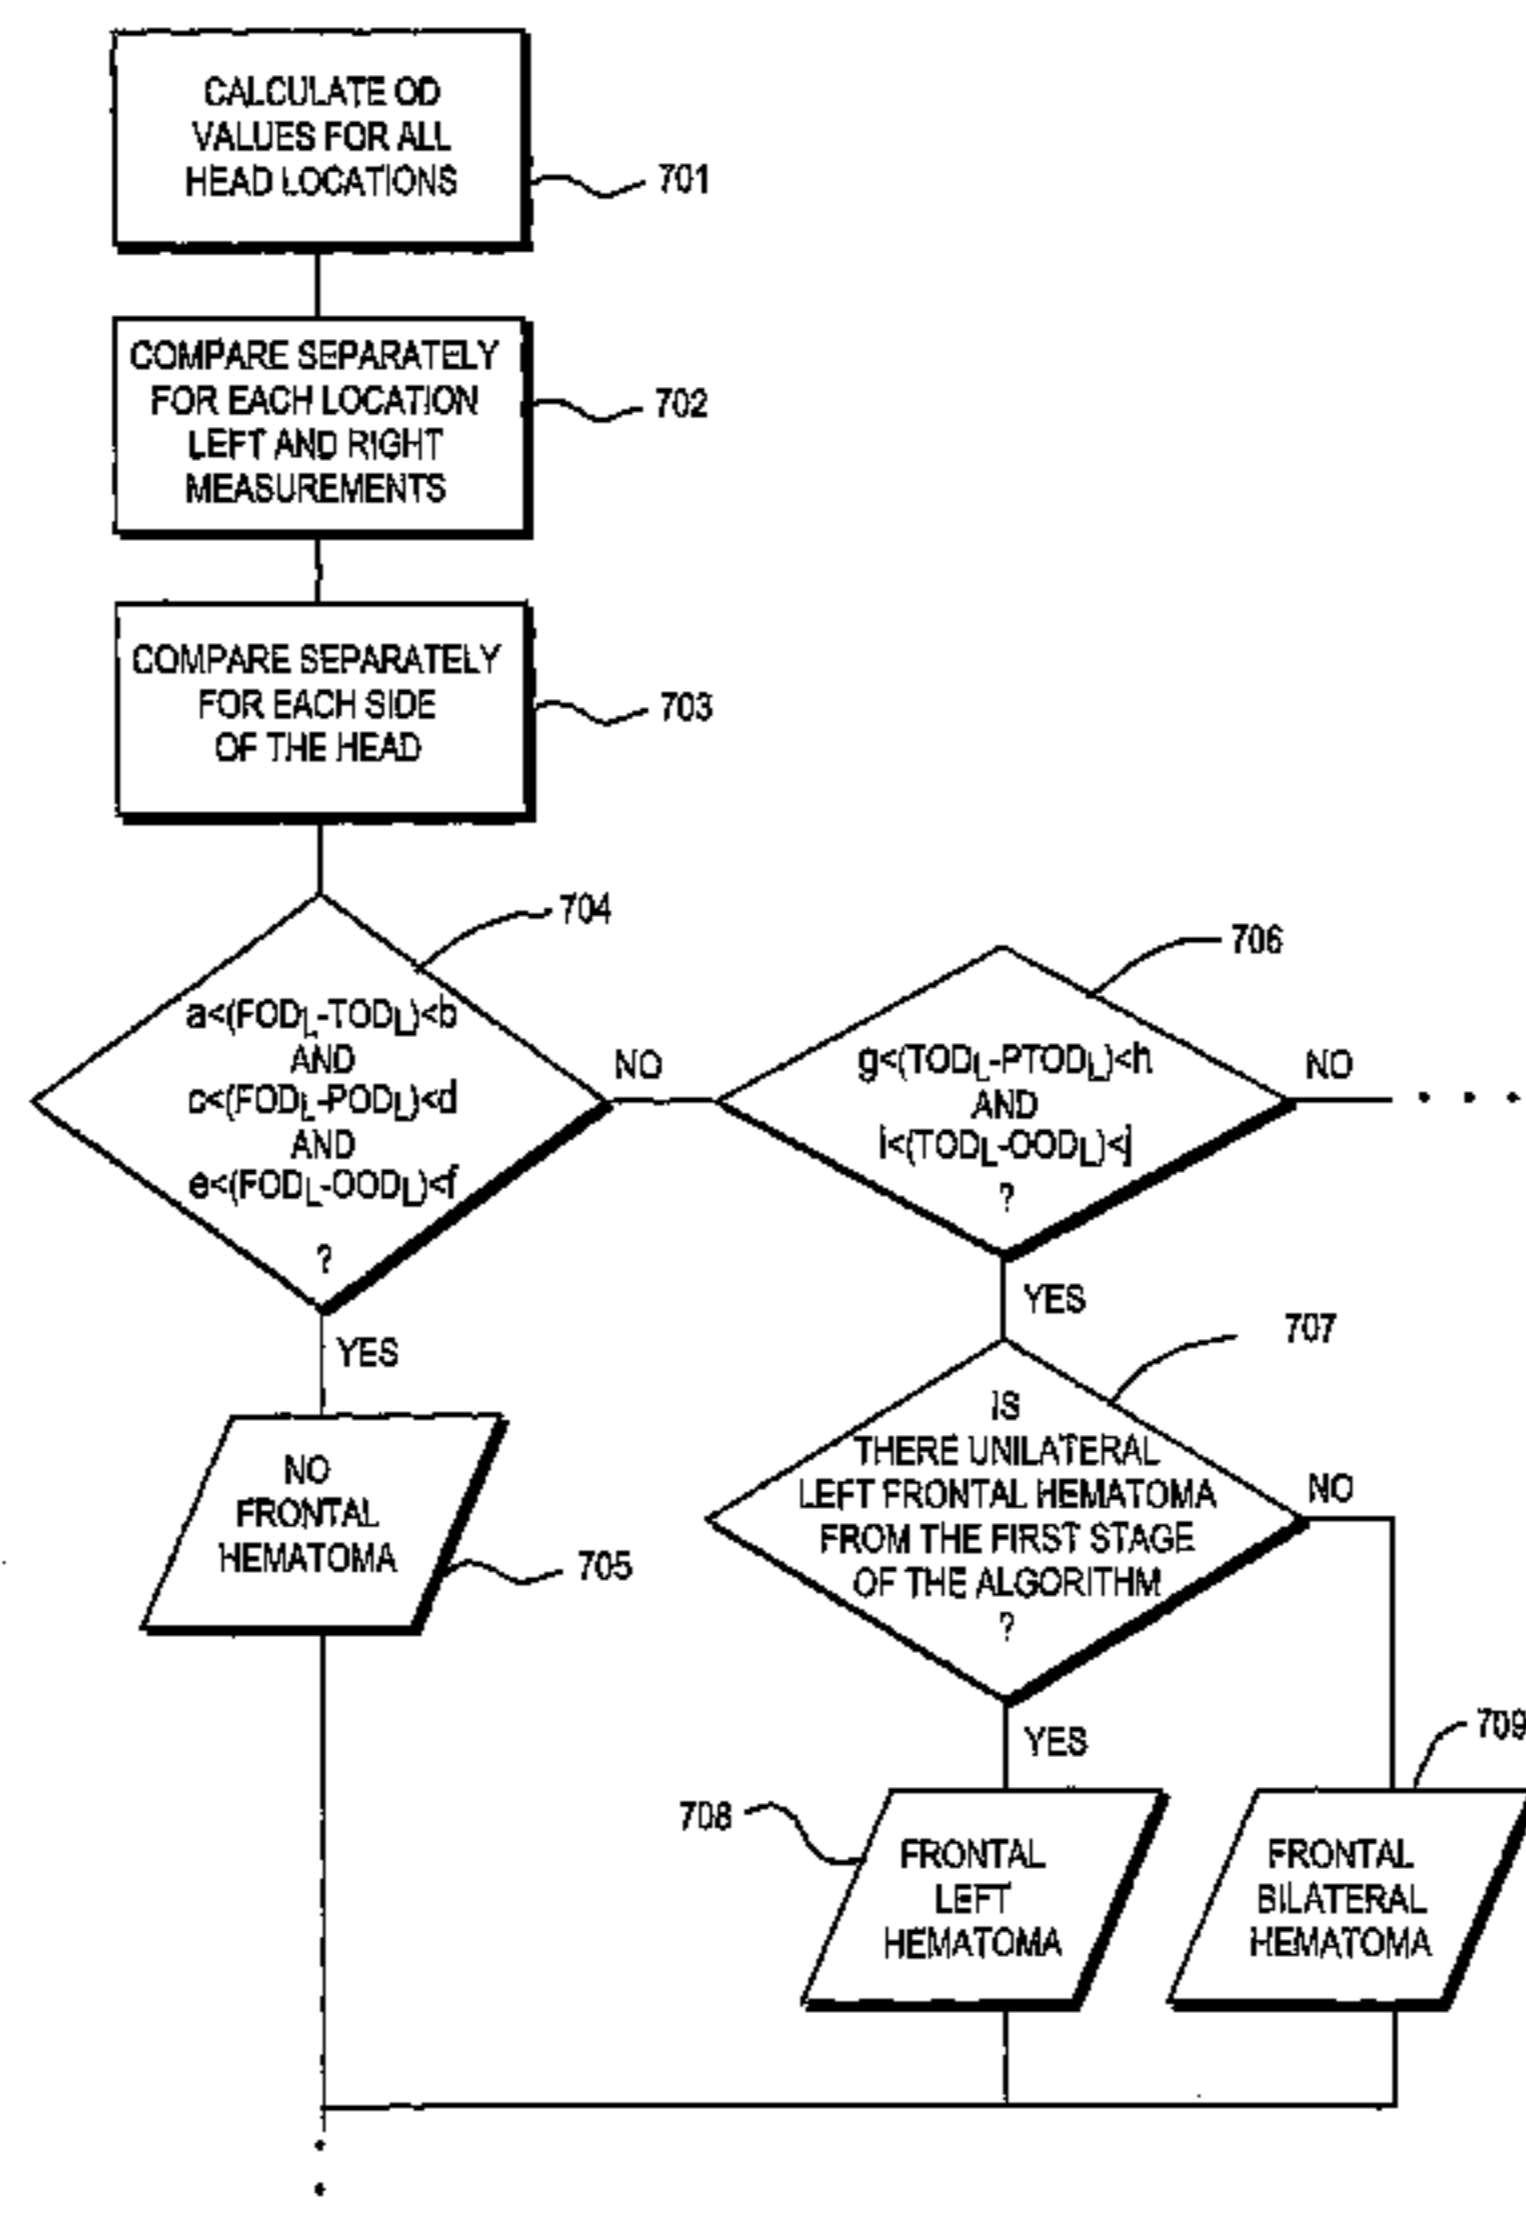 CALCULATE OD
VALUES FOR ALL
HEAD LOCATIONS
701
COMPARE SEPARATELY
FOR EACH LOCATION
LEFT AND RIGHT
MEASUREMENTS
702
COMPARE SEPARATELY
FOR EACH SIDE
OF THE HEAD
703
704
a<(FODL-TODL)<b
AND
c<(FODL-PODL)<d
AND
e<(FODL-OODL)<f
?
NO
YES
706
g<(TODL-PTODL)<h
AND
i<(TODL-OODL)<j
?
NO
YES
NO
FRONTAL
HEMATOMA
705
707
IS
THERE UNILATERAL
LEFT FRONTAL HEMATOMA
FROM THE FIRST STAGE
OF THE ALGORITHM
?
NO
YES
708
FRONTAL
LEFT
HEMATOMA
709
FRONTAL
BILATERAL
HEMATOMA